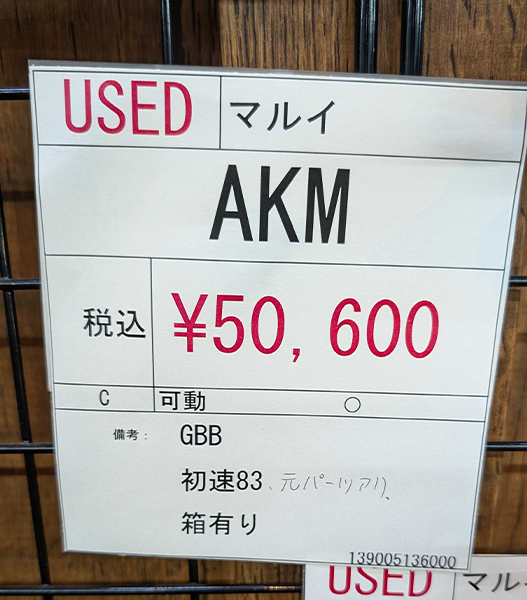 USED マルイ
AKM
税込 ¥50,600
C 可動 ○
備考: GBB
初速83、元パーツアリ、
箱有り
139005136000
USED マルイ